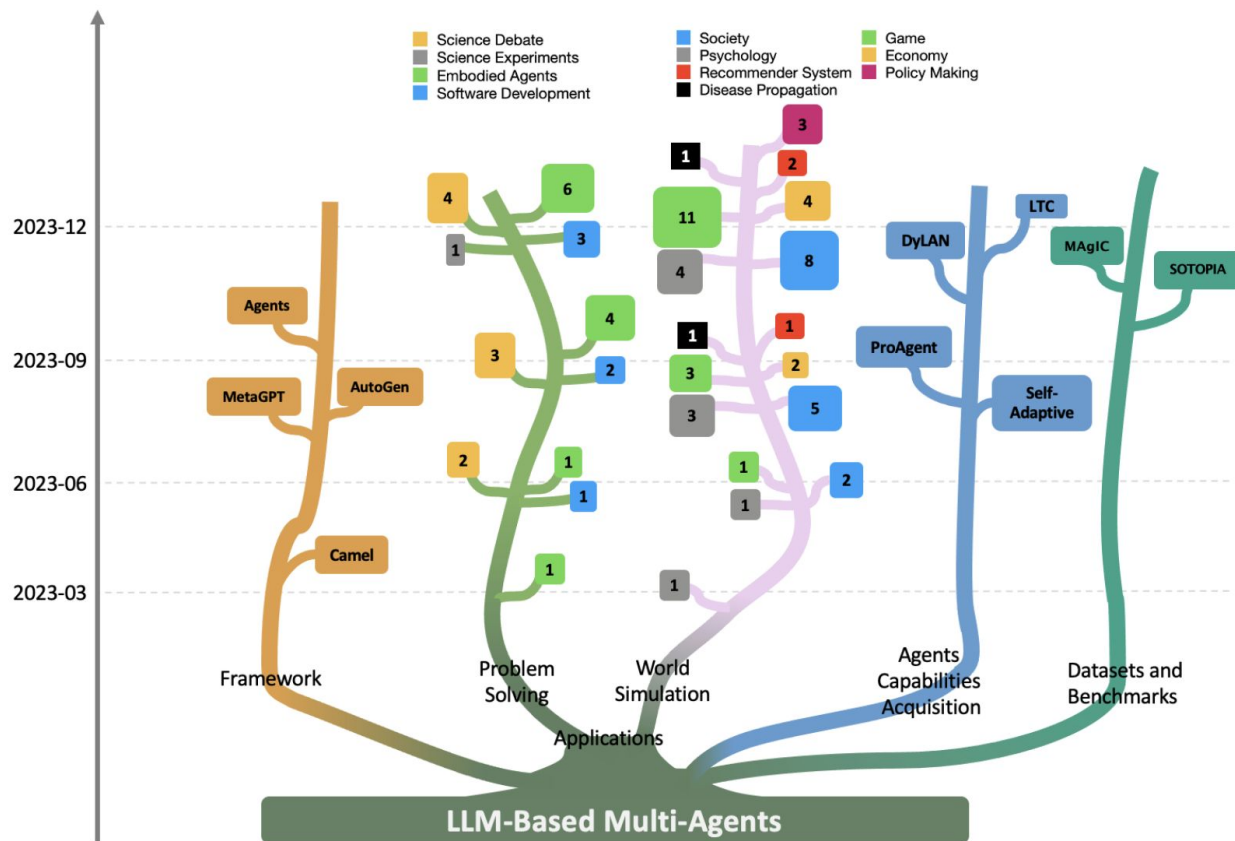 Science Debate
Science Experiments
Embodied Agents
Software Development
Society
Psychology
Recommender System
Disease Propagation
Game
Economy
Policy Making
2023-12
2023-09
2023-06
2023-03
Agents
MetaGPT
AutoGen
Camel
Framework
4
6
1
3
4
3
2
2
1
1
1
Problem
Solving
3
1
2
11
4
4
8
1
1
3
2
3
5
1
2
1
1
World
Simulation
Applications
LTC
DyLAN
ProAgent
Self-
Adaptive
Agents
Capabilities
Acquisition
MAgIC
SOTOPIA
Datasets and
Benchmarks
LLM-Based Multi-Agents